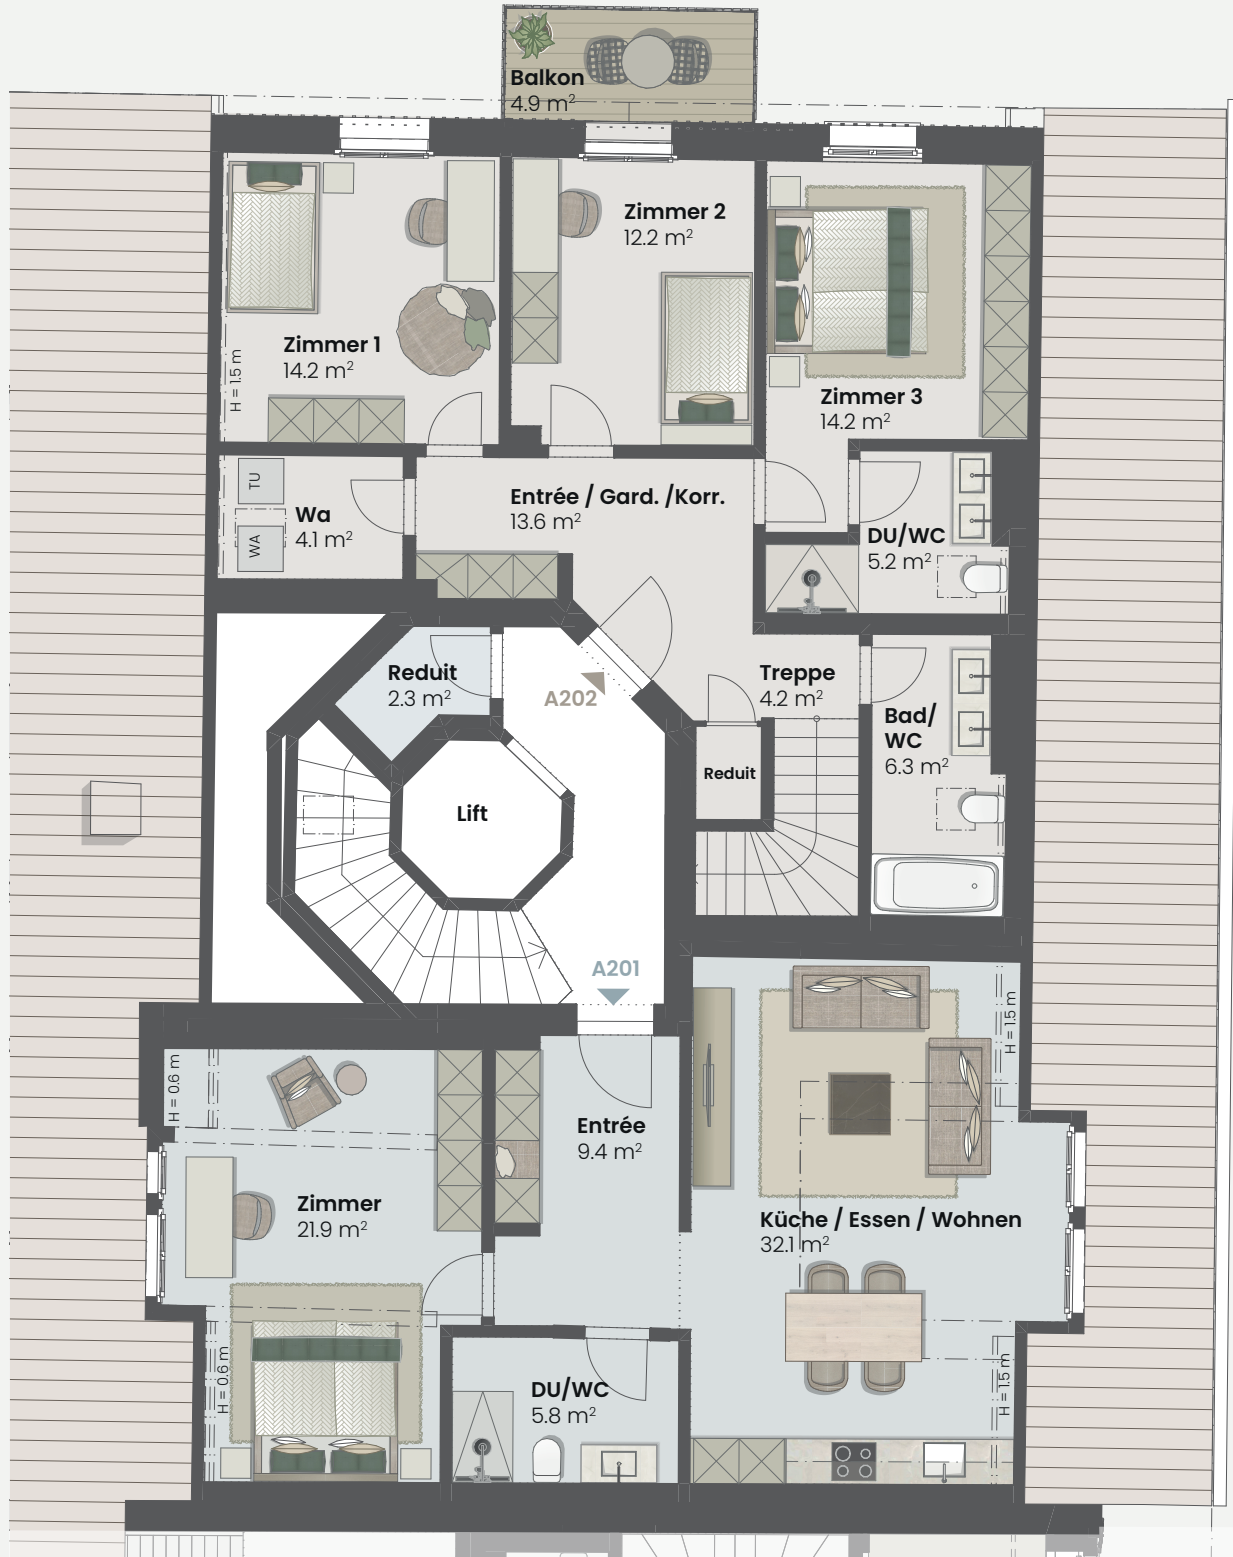 Balkon
4.9 m²
Zimmer 1
14.2 m²
H = 1.5 m
Zimmer 2
12.2 m²
Zimmer 3
14.2 m²
TU
WA
Wa
4.1 m²
Entrée / Gard. /Korr.
13.6 m²
DU/WC
5.2 m²
Reduit
2.3 m²
A202
Treppe
4.2 m²
Bad/
WC
6.3 m²
Reduit
Lift
A201
H = 0.6 m
Entrée
9.4 m²
H = 1.5 m
Zimmer
21.9 m²
Küche / Essen / Wohnen
32.1 m²
H = 0.6 m
DU/WC
5.8 m²
H = 1.5 m